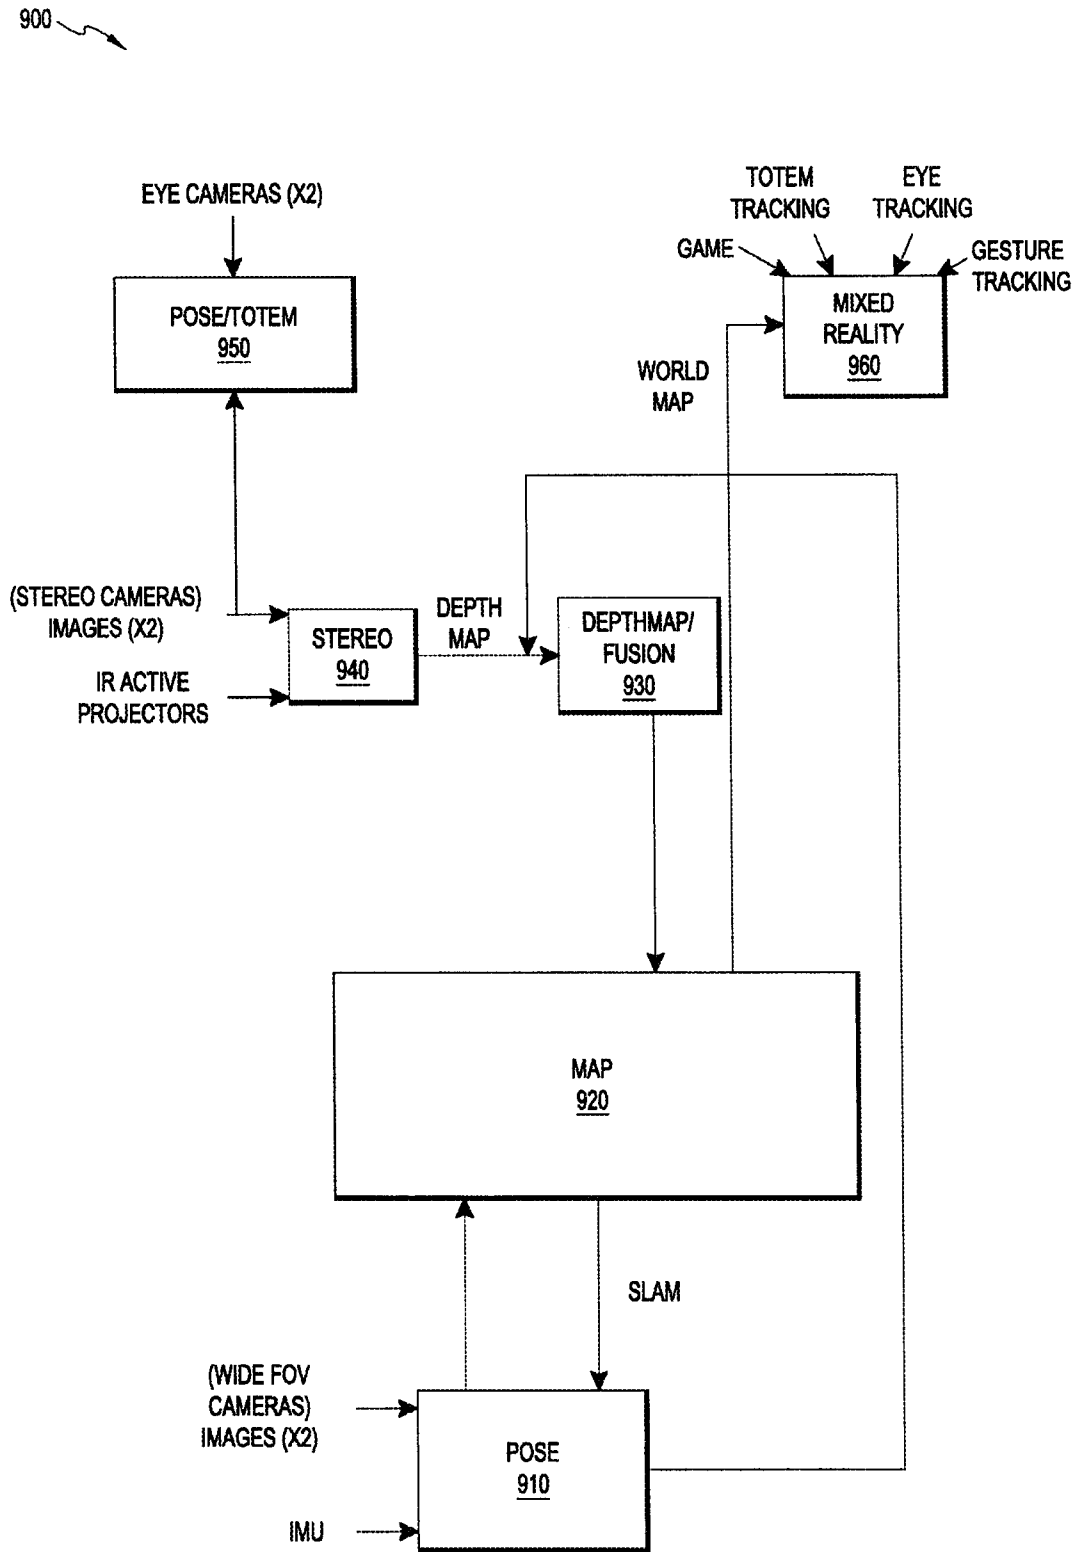 900
EYE CAMERAS (X2)
POSE/TOTEM
950
TOTEM
TRACKING
EYE
TRACKING
GAME
GESTURE
TRACKING
MIXED
REALITY
960
WORLD
MAP
(STEREO CAMERAS)
IMAGES (X2)
IR ACTIVE
PROJECTORS
STEREO
940
DEPTH
MAP
DEPTHMAP/
FUSION
930
MAP
920
SLAM
(WIDE FOV
CAMERAS)
IMAGES (X2)
IMU
POSE
910